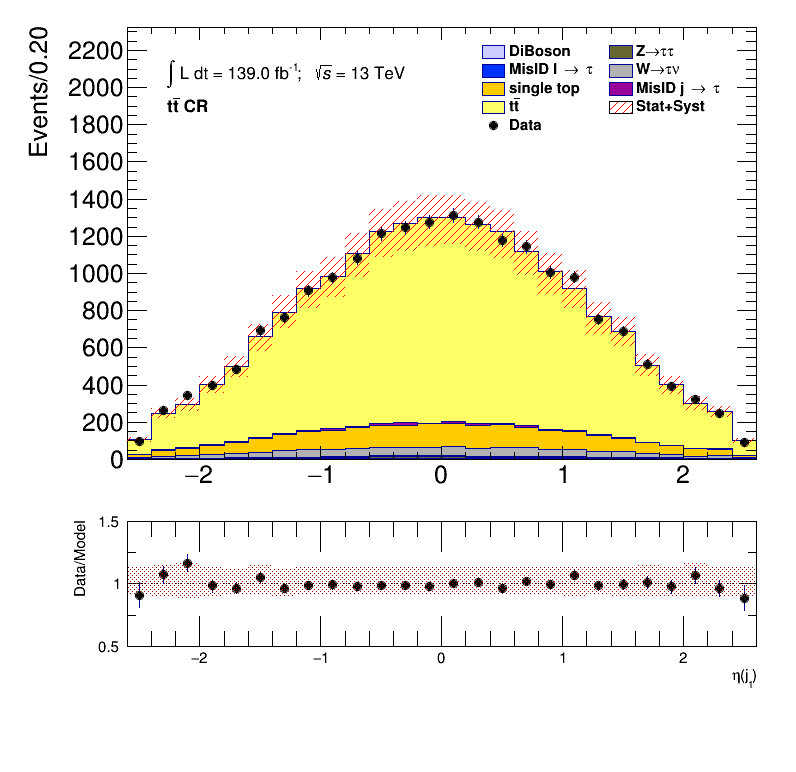 Events/0.20
2200
2000
1800
1600
1400
1200
1000
800
600
400
200
0
∫ L dt = 139.0 fb⁻¹; √s = 13 TeV
tt̄ CR
DiBoson
Z→ττ
MisID l → τ
W→τν
single top
MisID j → τ
tt̄
Stat+Syst
Data
−2 −1 0 1 2
Data/Model
1.5
1
0.5
−2 −1 0 1 2
η(j₁)